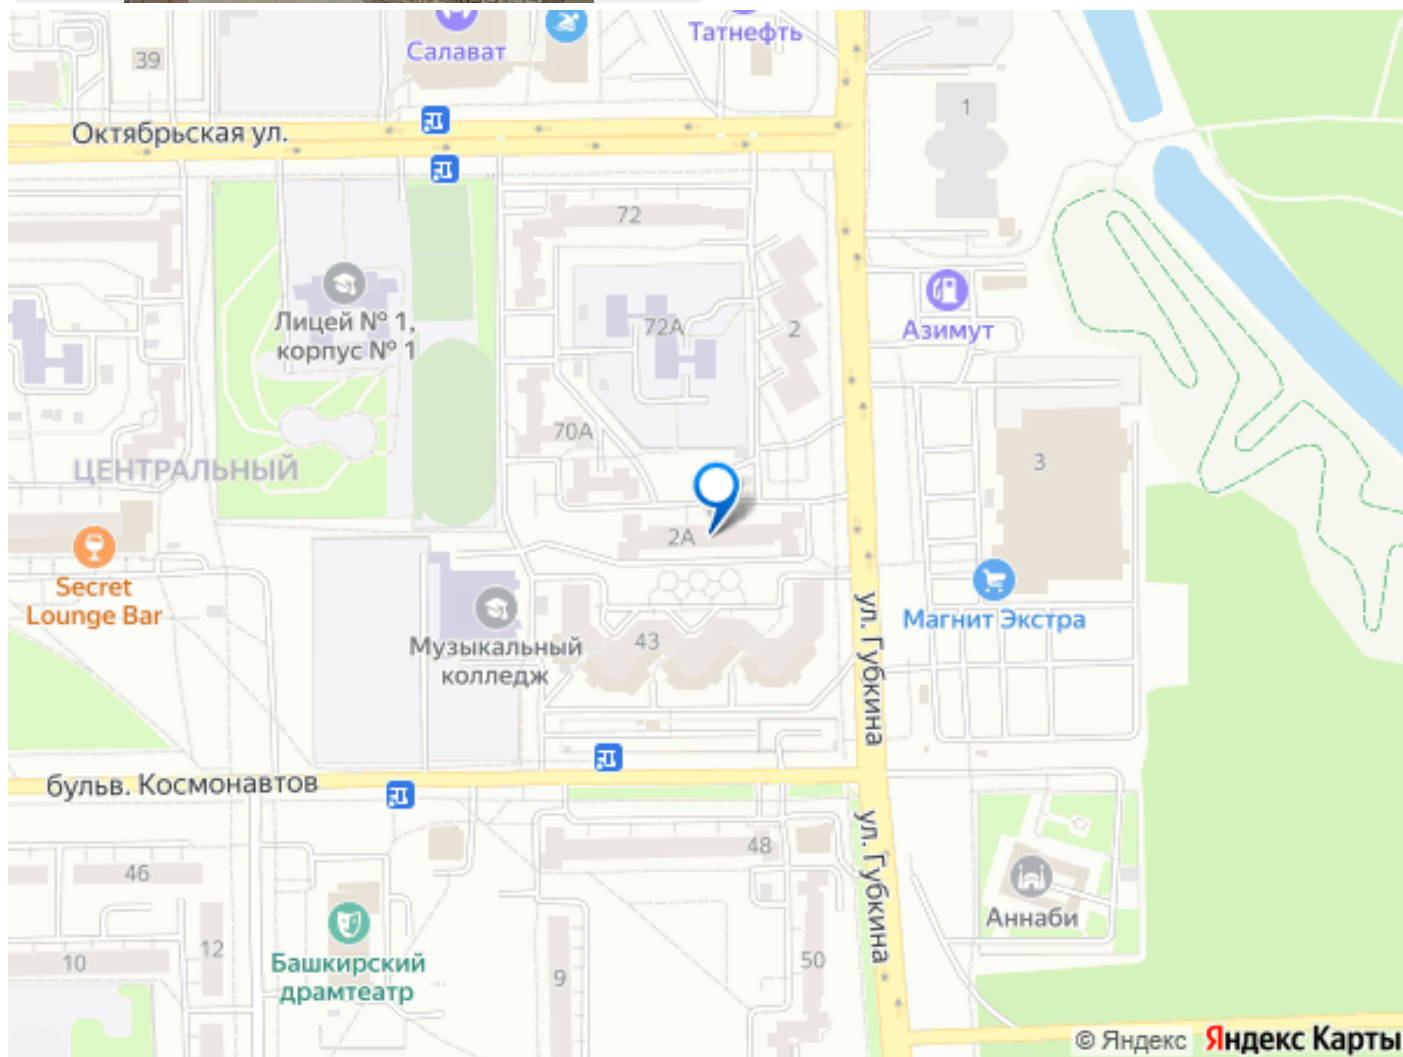 Салават
Татнефть
39
1
Октябрьская ул.
72
Лицей № 1,
корпус № 1
72А
2
Азимут
70А
ЦЕНТРАЛЬНЫЙ
3
2А
Secret
Lounge Bar
Магнит Экстра
ул. Губкина
Музыкальный
колледж
43
бульв. Космонавтов
ул. Губкина
48
46
Аннаби
12
Башкирский
драмтеатр
10
9
50
© Яндекс Яндекс Карты